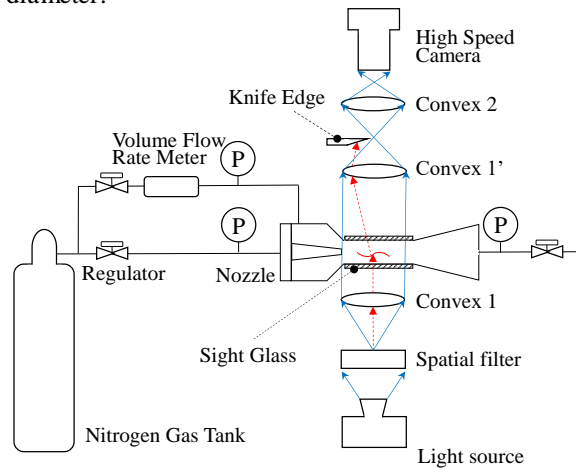 diameter.
High Speed
Camera
Knife Edge
Convex 2
Volume Flow
Rate Meter
P
Convex 1’
P
P
Regulator
Nozzle
Convex 1
Sight Glass
Spatial filter
Nitrogen Gas Tank
Light source